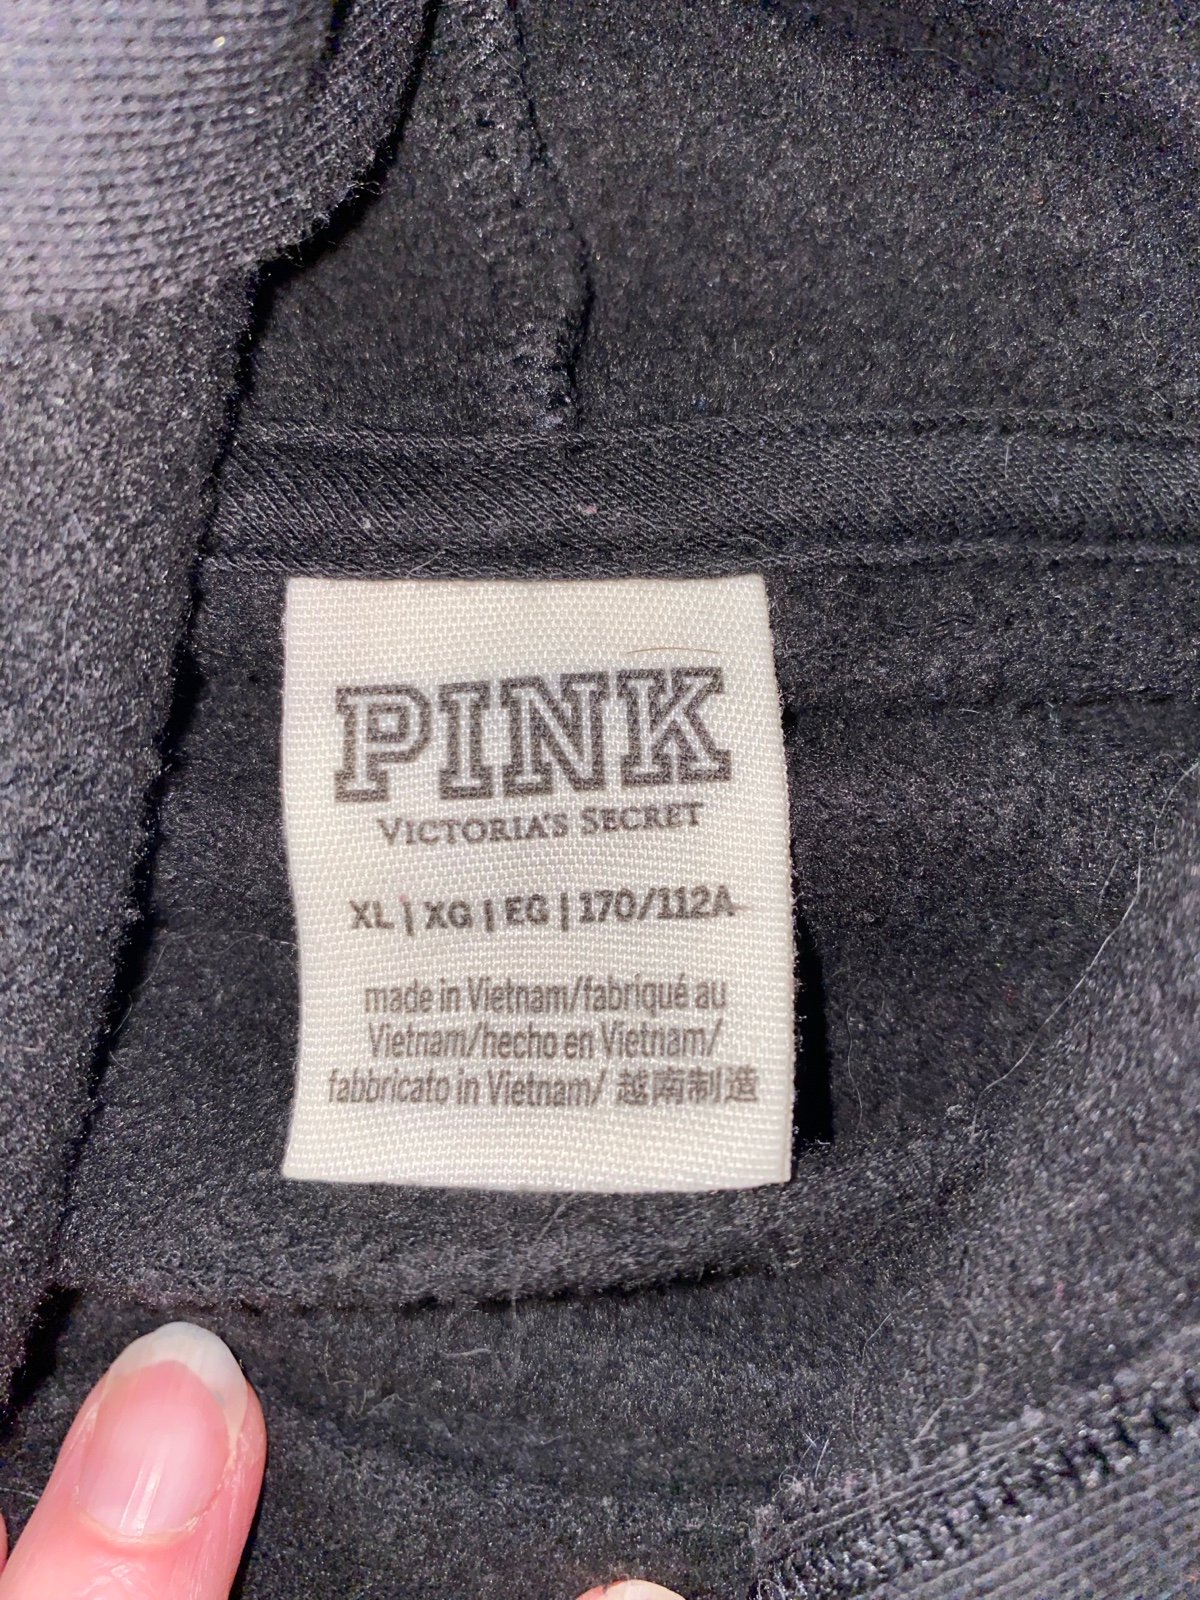 PINK
VICTORIA'S SECRET
XL | XG | EG | 170/112A
made in Vietnam/fabriqué au
Vietnam/hecho en Vietnam/
fabbricato in Vietnam/ 越南制造